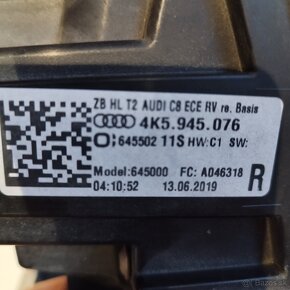 ZB HL T2 AUDI C8 ECE RV re. Basis
4K5.945.076
645502 11S HW:C1 SW:
Model:645000 FC: A046318
04:10:52 13.06.2019 R